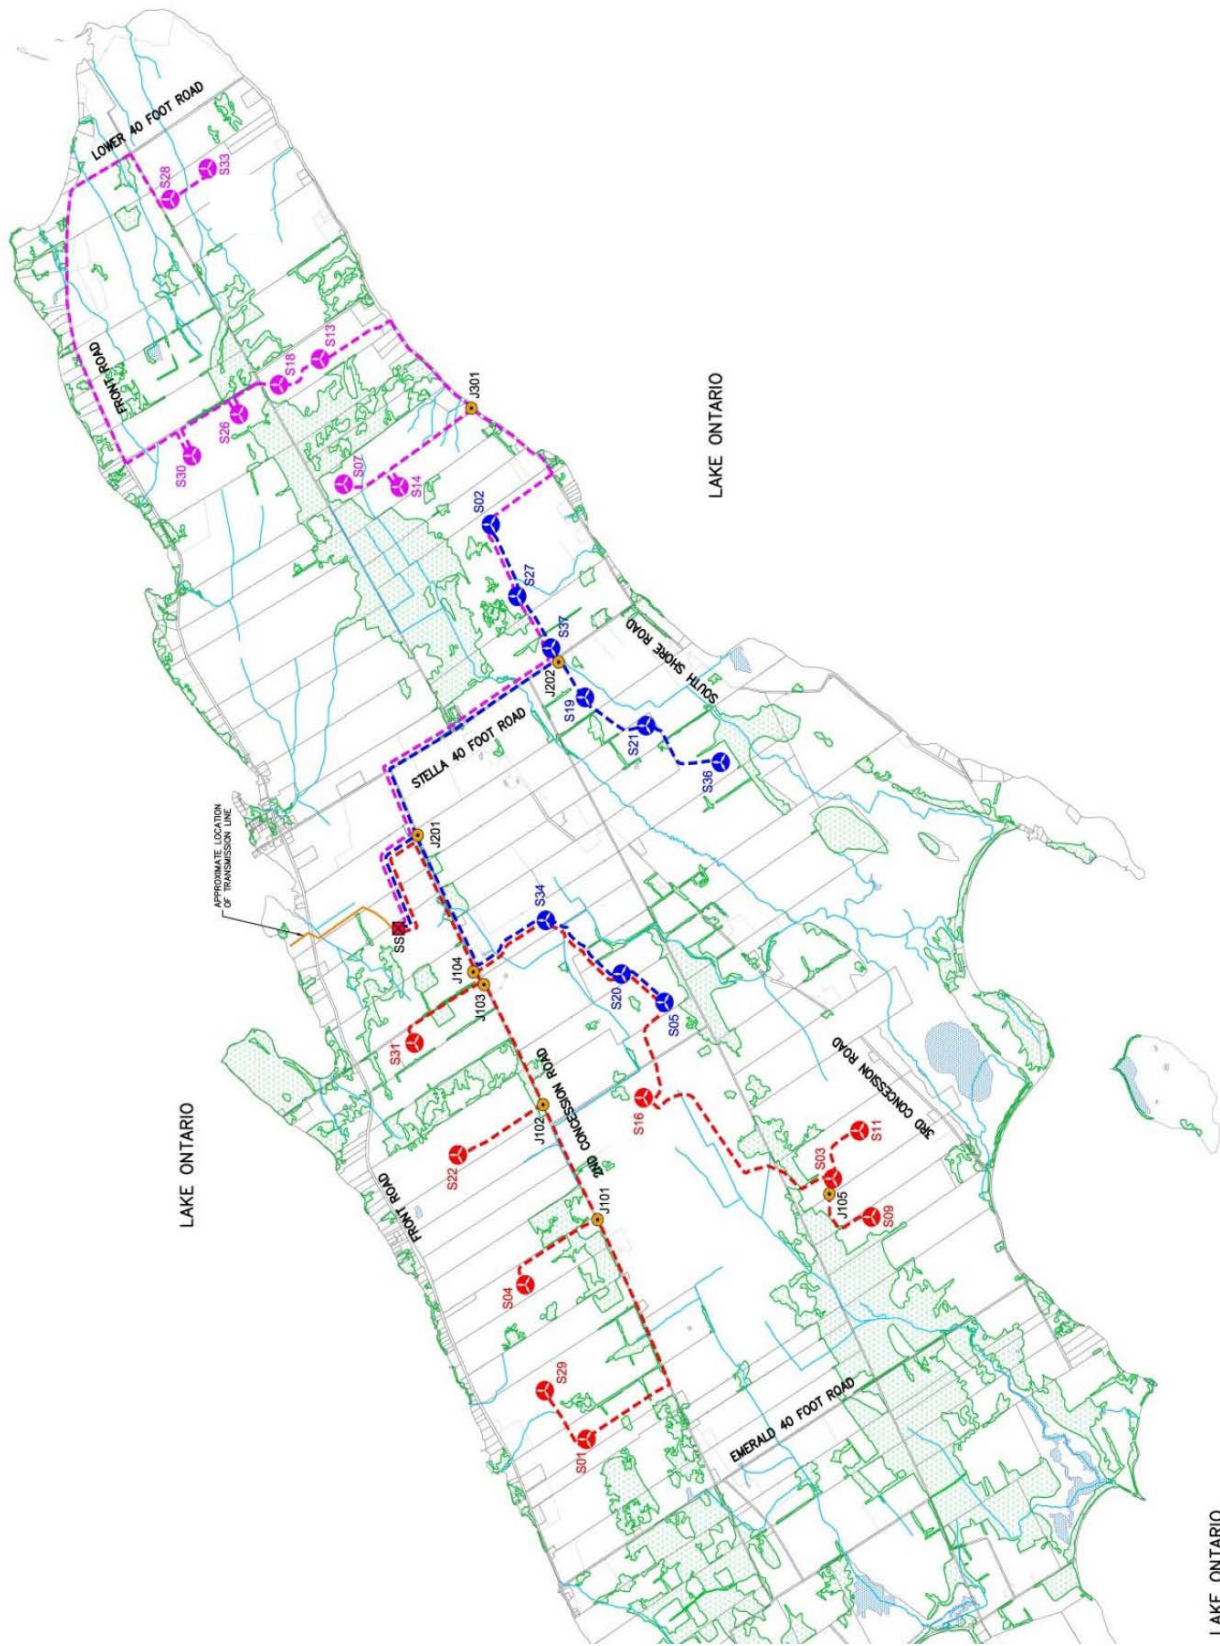 LOWER 40 FOOT ROAD
S28
S33
FRONT ROAD
S18
S13
S26
S30
J301
S07
S14
LAKE ONTARIO
S02
S27
S37
J202
SOUTH SHORE ROAD
S19
S21
S36
STELLA 40 FOOT ROAD
APPROXIMATE LOCATION
OF TRANSMISSION LINE
J201
SS
S34
J104
J103
S20
S05
S31
LAKE ONTARIO
2ND CONCESSION ROAD
3RD CONCESSION ROAD
J102
S16
S22
S11
S03
J105
S09
FRONT ROAD
J101
S04
S29
S01
EMERALD 40 FOOT ROAD
LAKE ONTARIO